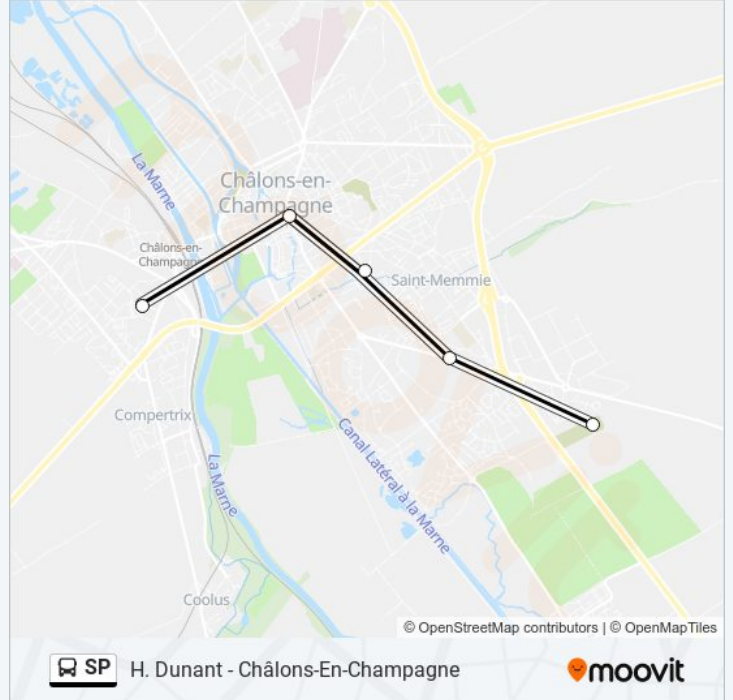 La Marne
Châlons-en-
Champagne
Châlons-en-
Champagne
Saint-Memmie
Compertrix
La Marne
Canal Latéral à la Marne
Coolus
© OpenStreetMap contributors | © OpenMapTiles
SP H. Dunant - Châlons-En-Champagne
moovit